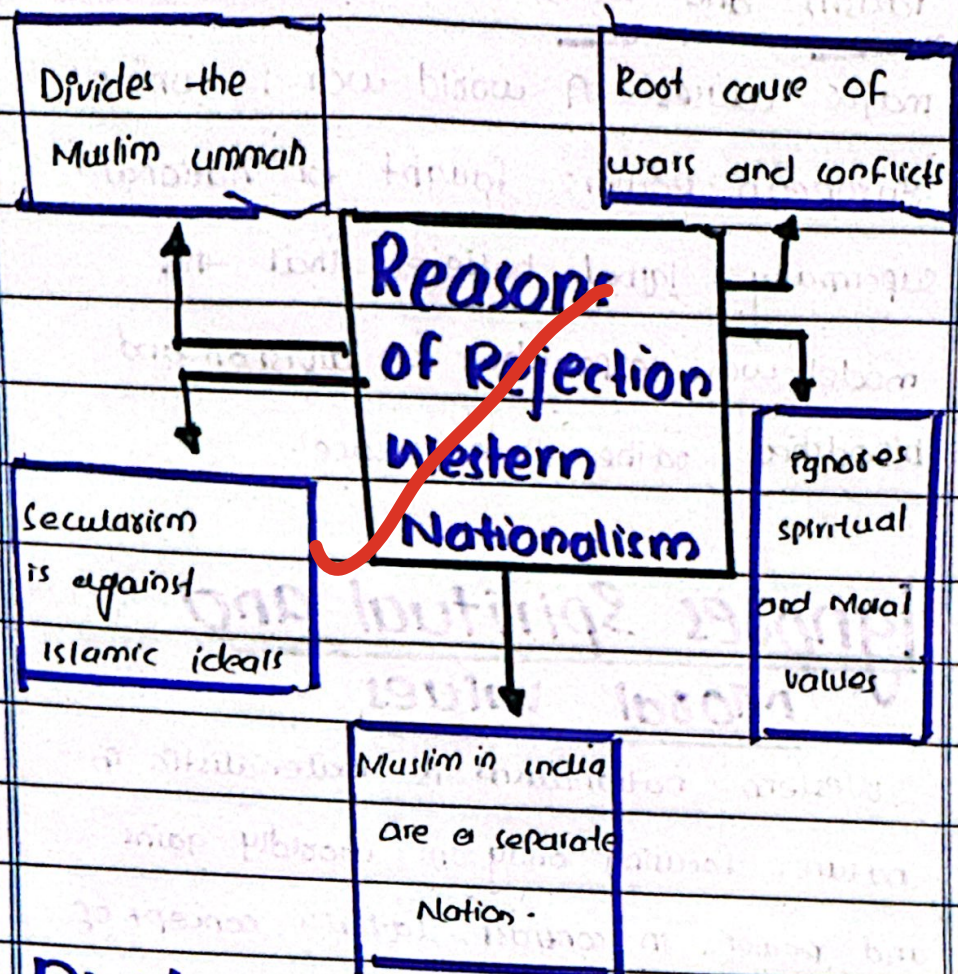 Divides the
Muslim ummah
Root cause of
wars and conflicts
Reasons
of Rejection
Western
Nationalism
Secularism
is against
islamic ideals
ignores
spiritual
and Moral
values
Muslim in india
are a separate
Nation.